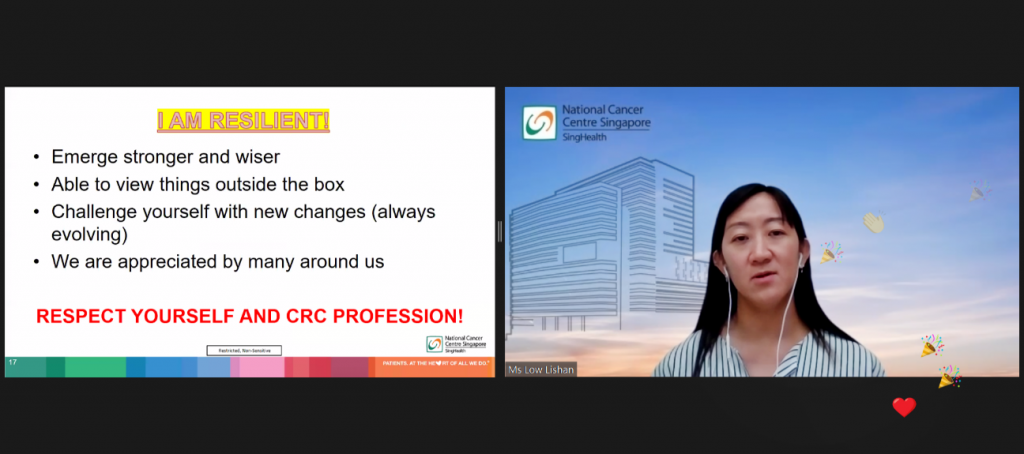 I AM RESILIENT!
• Emerge stronger and wiser
• Able to view things outside the box
• Challenge yourself with new changes (always
evolving)
• We are appreciated by many around us
RESPECT YOURSELF AND CRC PROFESSION!
National Cancer
Centre Singapore
SingHealth
Restricted, Non-Sensitive
17
PATIENTS. AT THE HE♥RT OF ALL WE DO.
National Cancer
Centre Singapore
SingHealth
Ms Low Lishan